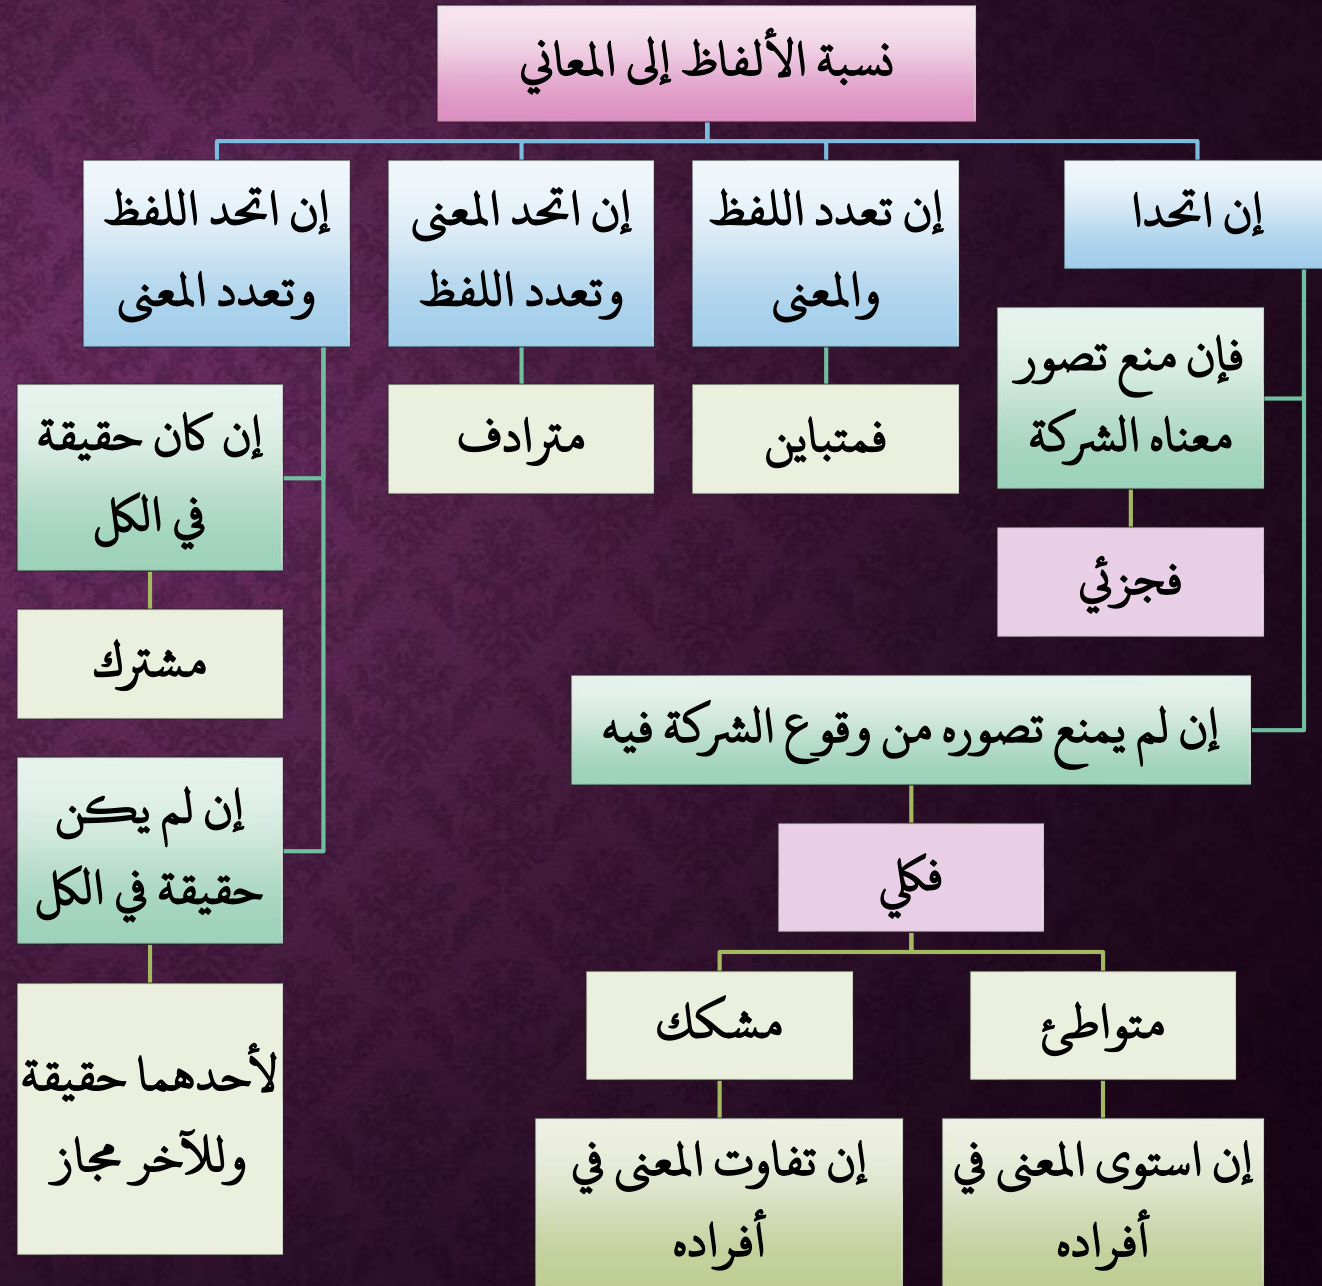 نسبة الألفاظ إلى المعاني
إن اتحدا
فإن منع تصور
معناه الشركة
فجزئي
إن لم يمنع تصوره من وقوع الشركة فيه
فكلي
متواطئ
إن استوى المعنى في
أفراده
مشكك
إن تفاوت المعنى في
أفراده
إن تعدد اللفظ
والمعنى
فمتباين
إن اتحد المعنى
وتعدد اللفظ
مترادف
إن اتحد اللفظ
وتعدد المعنى
إن كان حقيقة
في الكل
مشترك
إن لم يكن
حقيقة في الكل
لأحدهما حقيقة
وللآخر مجاز